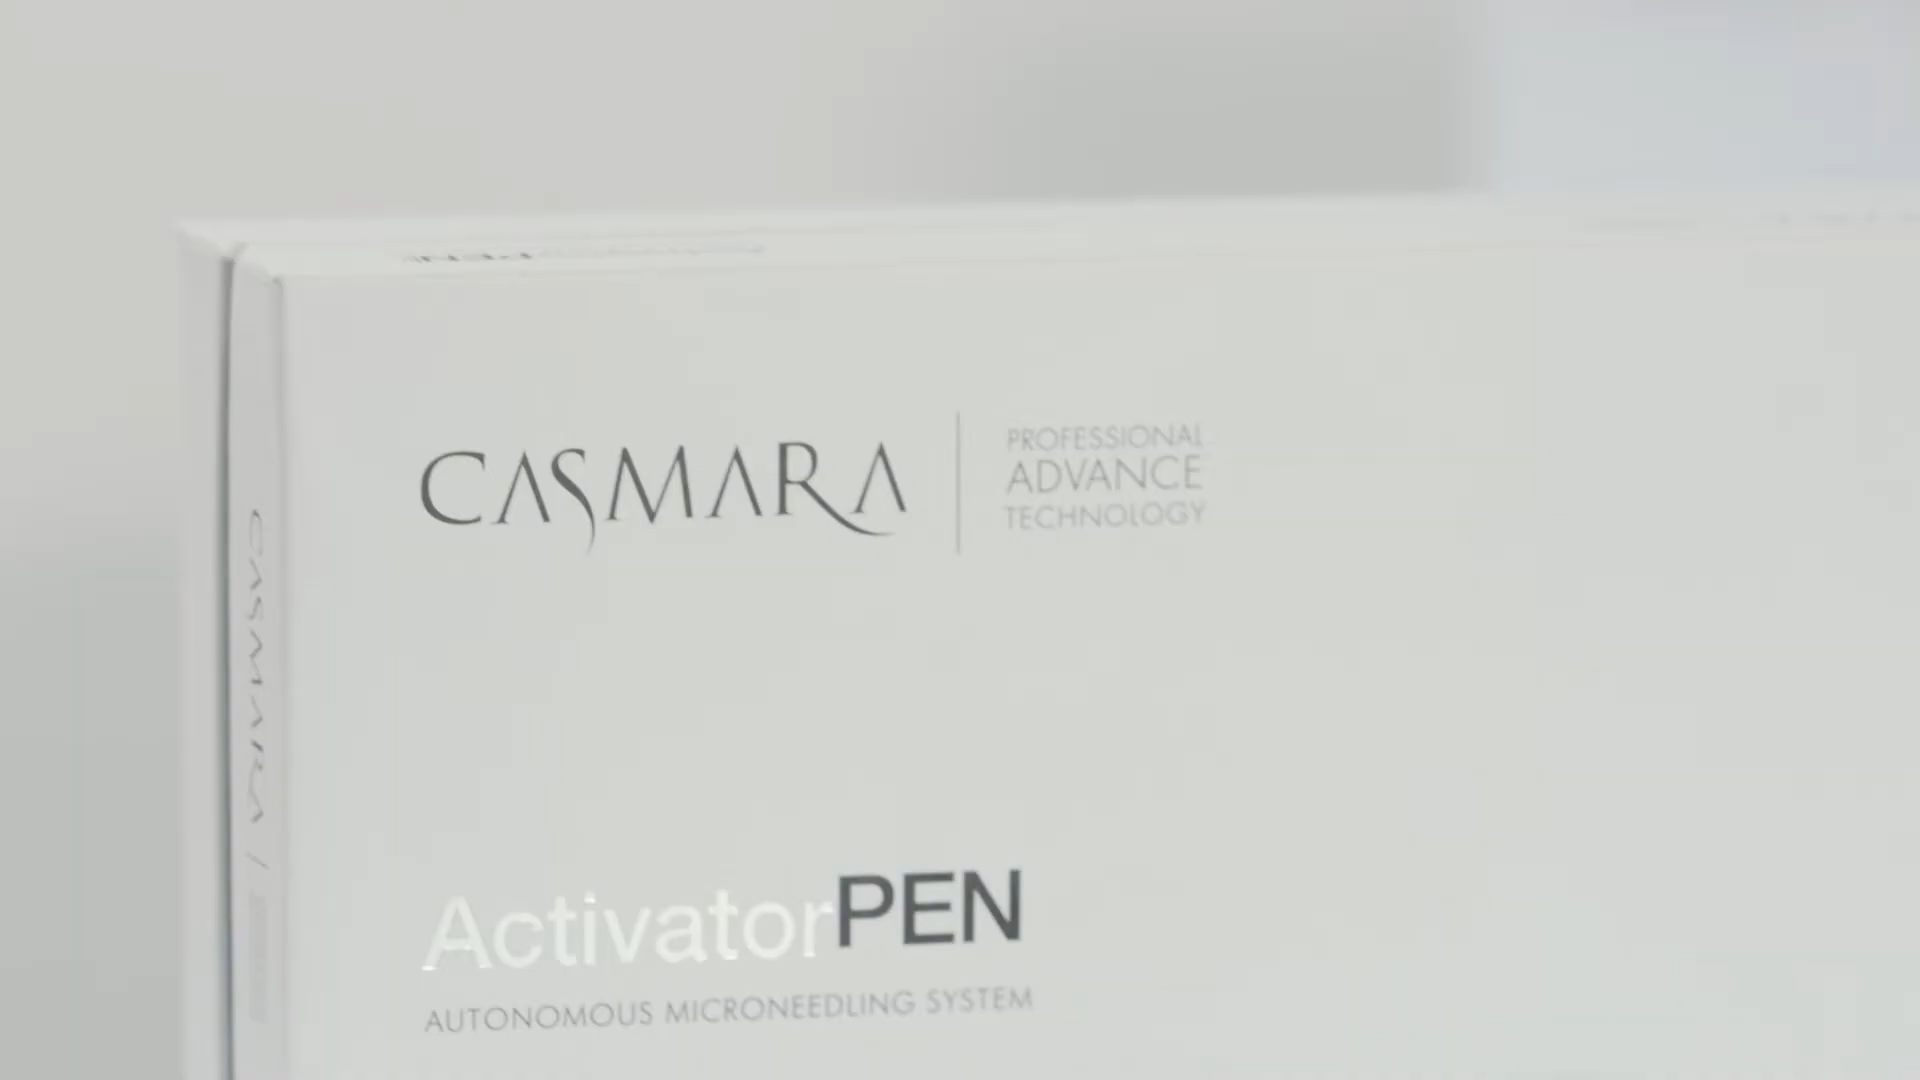 CASMARA
PROFESSIONAL
ADVANCE
TECHNOLOGY
CASMARA /
ActivatorPEN
AUTONOMOUS MICRONEEDLING SYSTEM